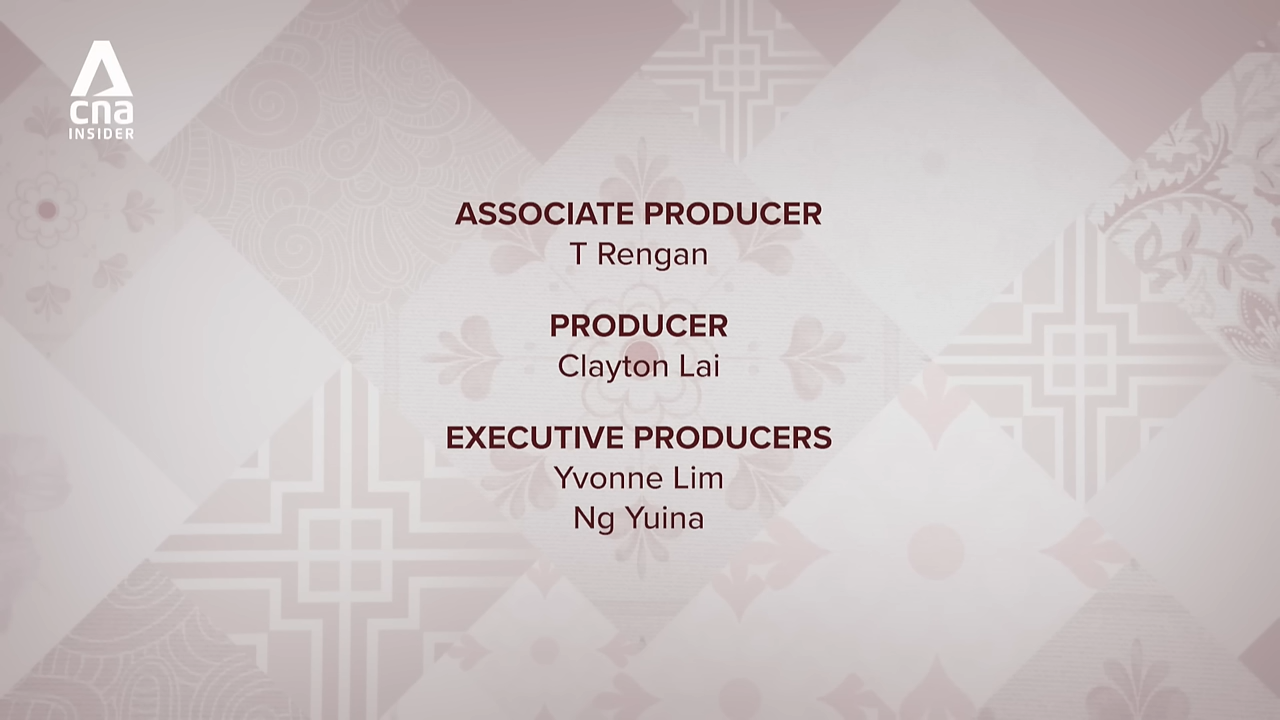 cna
INSIDER
ASSOCIATE PRODUCER
T Rengan
PRODUCER
Clayton Lai
EXECUTIVE PRODUCERS
Yvonne Lim
Ng Yuina